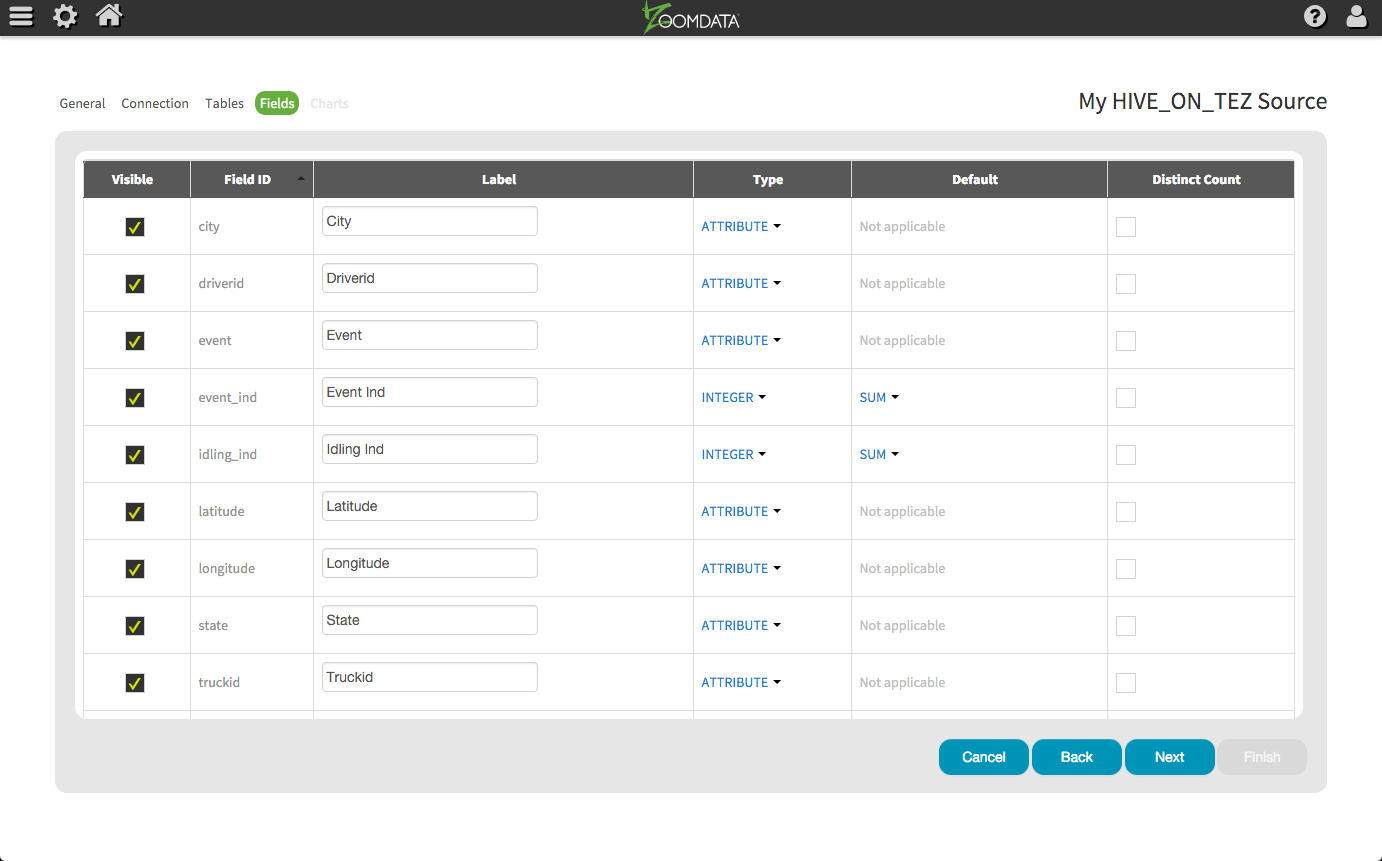 ZOOMDATA
General Connection Tables Fields Charts
My HIVE_ON_TEZ Source
Visible Field ID Label Type Default Distinct Count
city City ATTRIBUTE Not applicable
driverid Driverid ATTRIBUTE Not applicable
event Event ATTRIBUTE Not applicable
event_ind Event Ind INTEGER SUM
idling_ind Idling Ind INTEGER SUM
latitude Latitude ATTRIBUTE Not applicable
longitude Longitude ATTRIBUTE Not applicable
state State ATTRIBUTE Not applicable
truckid Truckid ATTRIBUTE Not applicable
Cancel Back Next Finish